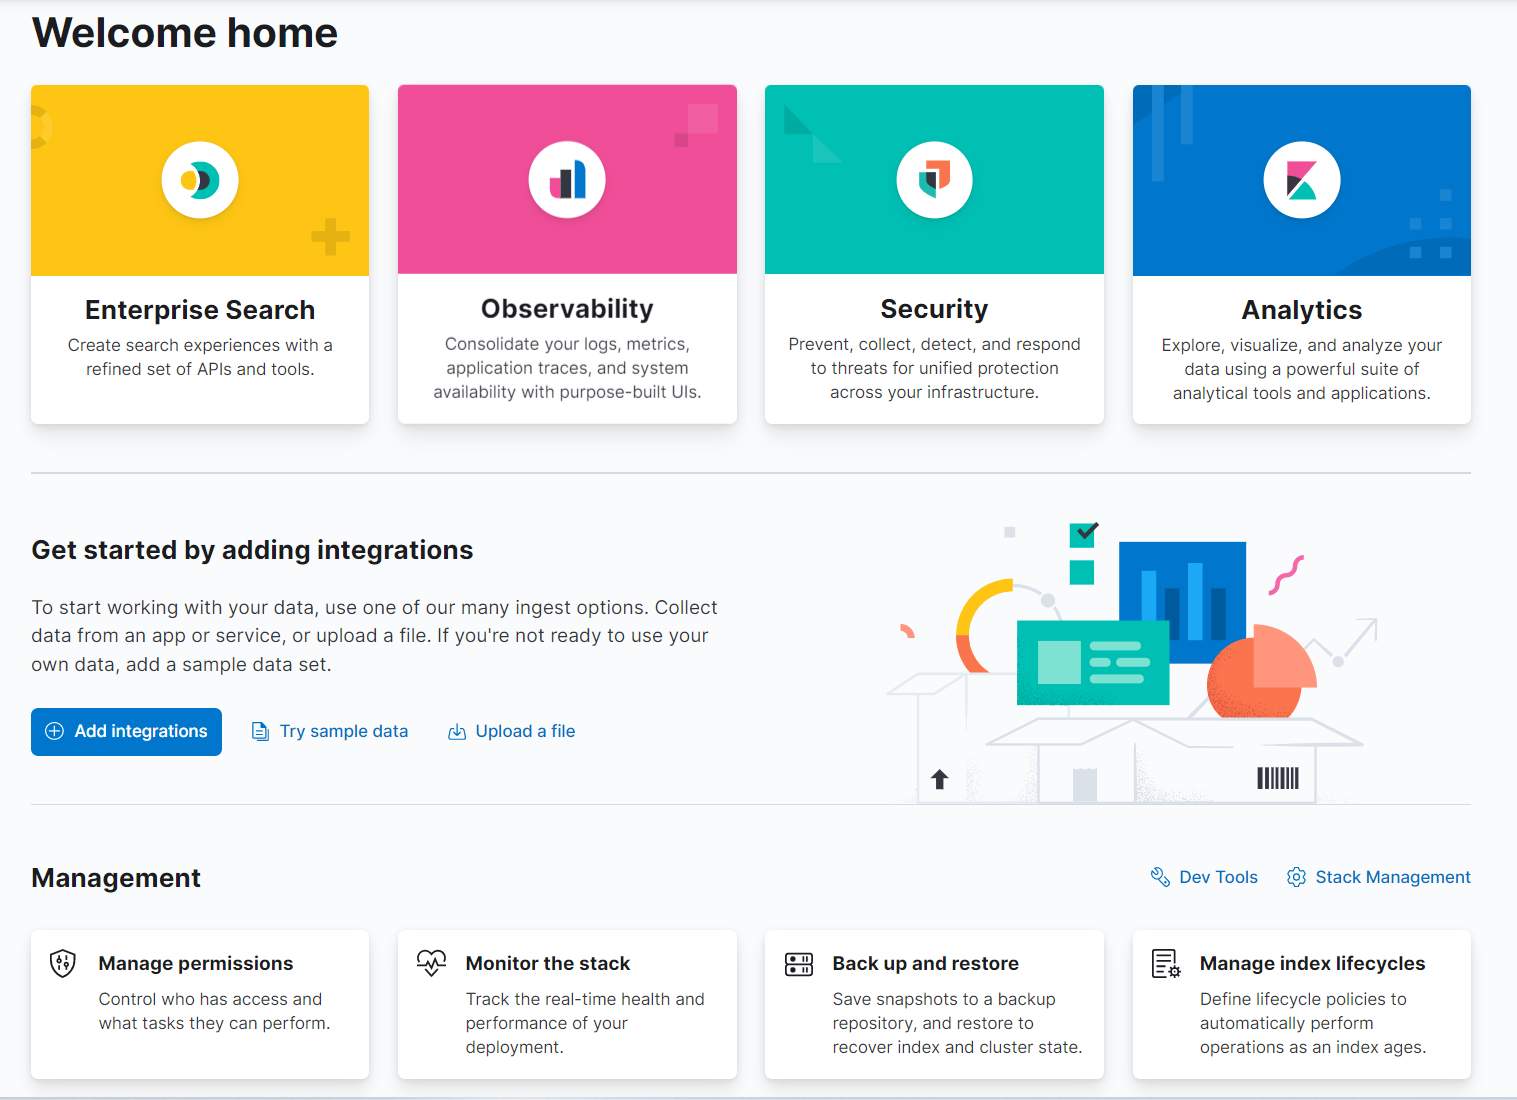 Welcome home
Enterprise Search
Create search experiences with a
refined set of APIs and tools.
Observability
Consolidate your logs, metrics,
application traces, and system
availability with purpose-built UIs.
Security
Prevent, collect, detect, and respond
to threats for unified protection
across your infrastructure.
Analytics
Explore, visualize, and analyze your
data using a powerful suite of
analytical tools and applications.
Get started by adding integrations
To start working with your data, use one of our many ingest options. Collect
data from an app or service, or upload a file. If you're not ready to use your
own data, add a sample data set.
Add integrations
Try sample data
Upload a file
Management
Dev Tools
Stack Management
Manage permissions
Control who has access and
what tasks they can perform.
Monitor the stack
Track the real-time health and
performance of your
deployment.
Back up and restore
Save snapshots to a backup
repository, and restore to
recover index and cluster state.
Manage index lifecycles
Define lifecycle policies to
automatically perform
operations as an index ages.